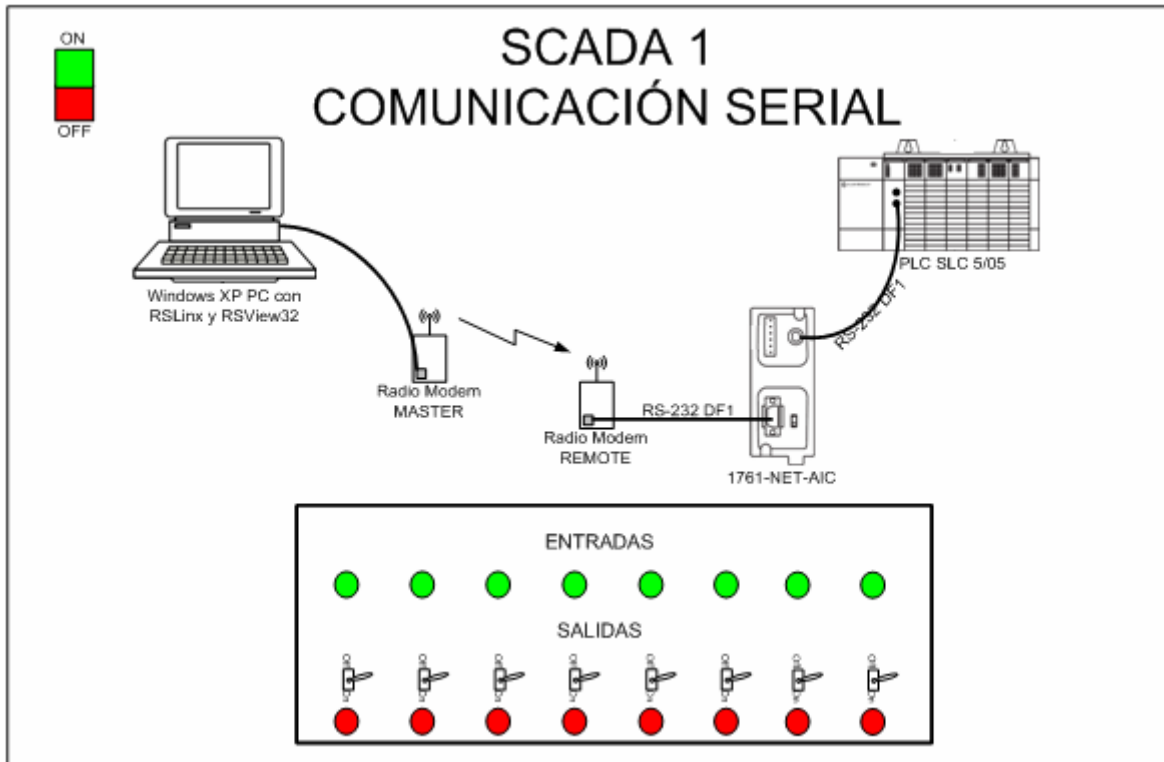 ON
OFF
SCADA 1
COMUNICACIÓN SERIAL
Windows XP PC con
RSLinx y RSView32
Radio Modem
MASTER
Radio Modem
REMOTE
RS-232 DF1
1761-NET-AIC
RS-232 DF1
PLC SLC 5/05
ENTRADAS
SALIDAS